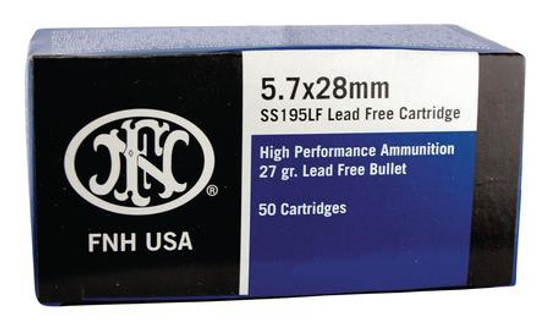 FN
®
FNH USA
5.7x28mm
SS195LF Lead Free Cartridge
High Performance Ammunition
27 gr. Lead Free Bullet
50 Cartridges